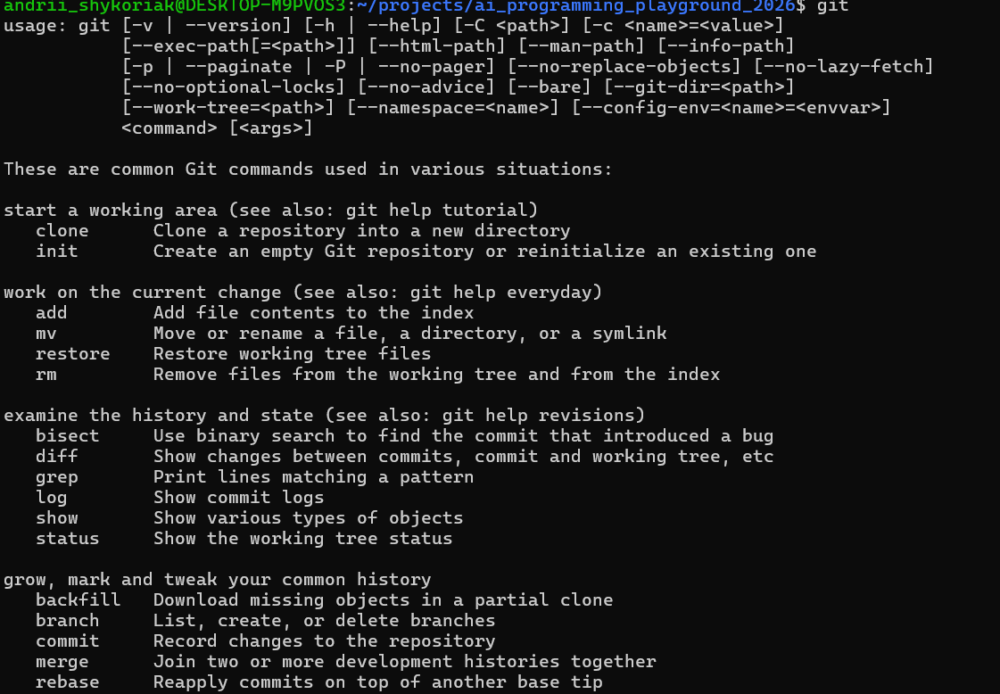 andrii_shykoriak@DESKTOP-M9PVOS3:~/projects/ai_programming_playground_2026$ git
usage: git [-v | --version] [-h | --help] [-C <path>] [-c <name>=<value>]
           [--exec-path[=<path>]] [--html-path] [--man-path] [--info-path]
           [-p | --paginate | -P | --no-pager] [--no-replace-objects] [--no-lazy-fetch]
           [--no-optional-locks] [--no-advice] [--bare] [--git-dir=<path>]
           [--work-tree=<path>] [--namespace=<name>] [--config-env=<name>=<envvar>]
           <command> [<args>]

These are common Git commands used in various situations:

start a working area (see also: git help tutorial)
   clone      Clone a repository into a new directory
   init       Create an empty Git repository or reinitialize an existing one

work on the current change (see also: git help everyday)
   add        Add file contents to the index
   mv         Move or rename a file, a directory, or a symlink
   restore    Restore working tree files
   rm         Remove files from the working tree and from the index

examine the history and state (see also: git help revisions)
   bisect     Use binary search to find the commit that introduced a bug
   diff       Show changes between commits, commit and working tree, etc
   grep       Print lines matching a pattern
   log        Show commit logs
   show       Show various types of objects
   status     Show the working tree status

grow, mark and tweak your common history
   backfill   Download missing objects in a partial clone
   branch     List, create, or delete branches
   commit     Record changes to the repository
   merge      Join two or more development histories together
   rebase     Reapply commits on top of another base tip